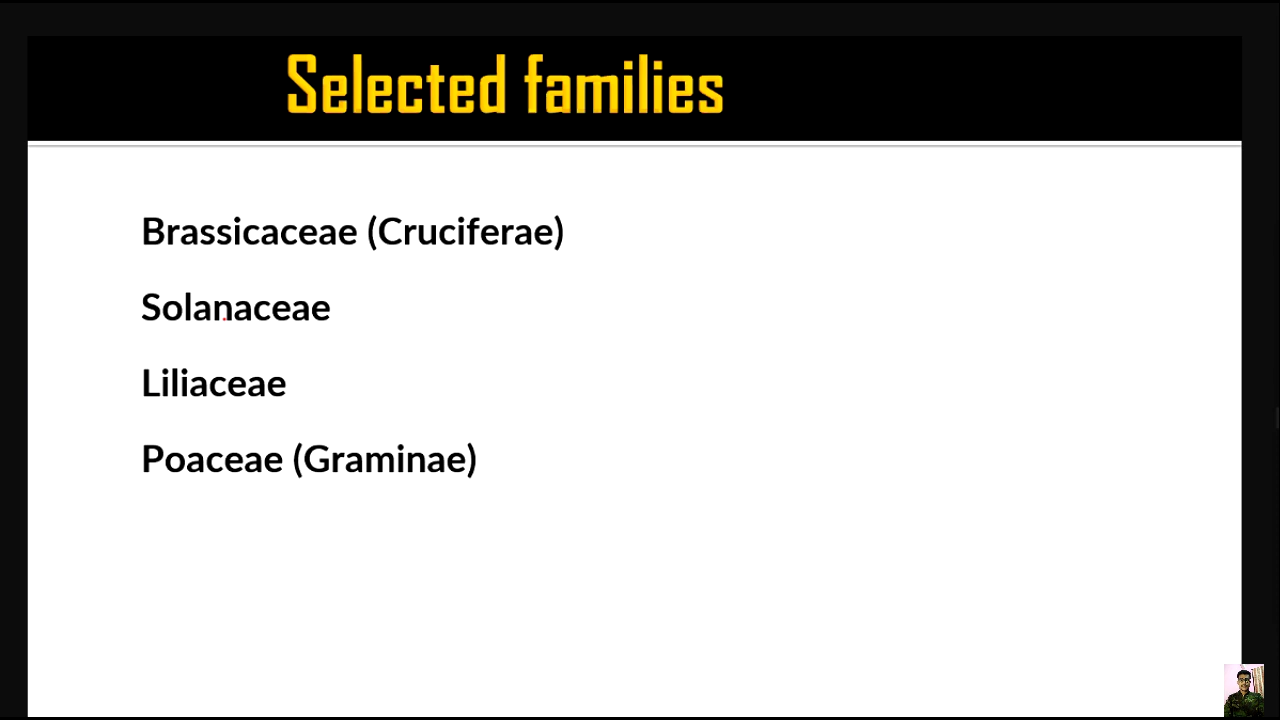 Selected families
Brassicaceae (Cruciferae)
Solanaceae
Liliaceae
Poaceae (Graminae)